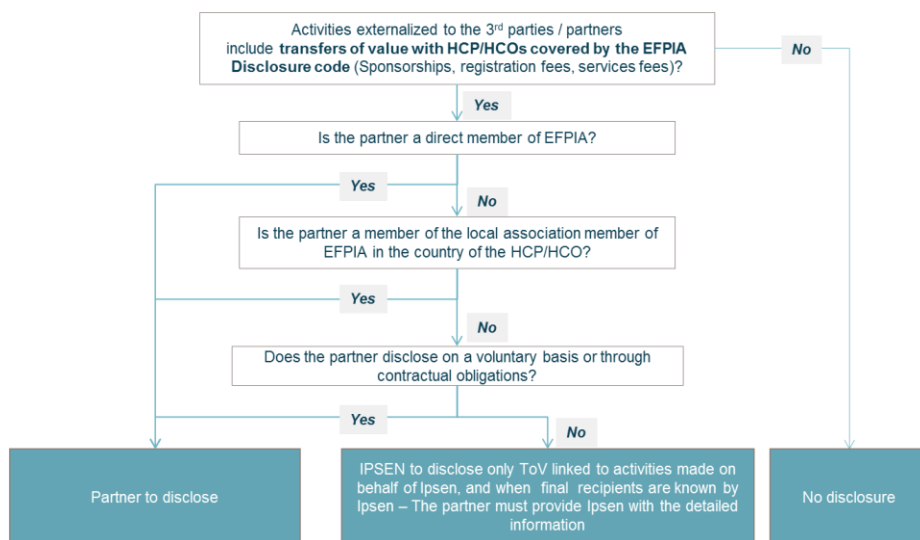 Activities externalized to the 3rd parties / partners
include transfers of value with HCP/HCOs covered by the EFPIA
Disclosure code (Sponsorships, registration fees, services fees)?
No
Yes
Is the partner a direct member of EFPIA?
Yes
No
Is the partner a member of the local association member of
EFPIA in the country of the HCP/HCO?
Yes
No
Does the partner disclose on a voluntary basis or through
contractual obligations?
Yes
No
Partner to disclose
IPSEN to disclose only ToV linked to activities made on
behalf of Ipsen, and when final recipients are known by
Ipsen – The partner must provide Ipsen with the detailed
information
No disclosure